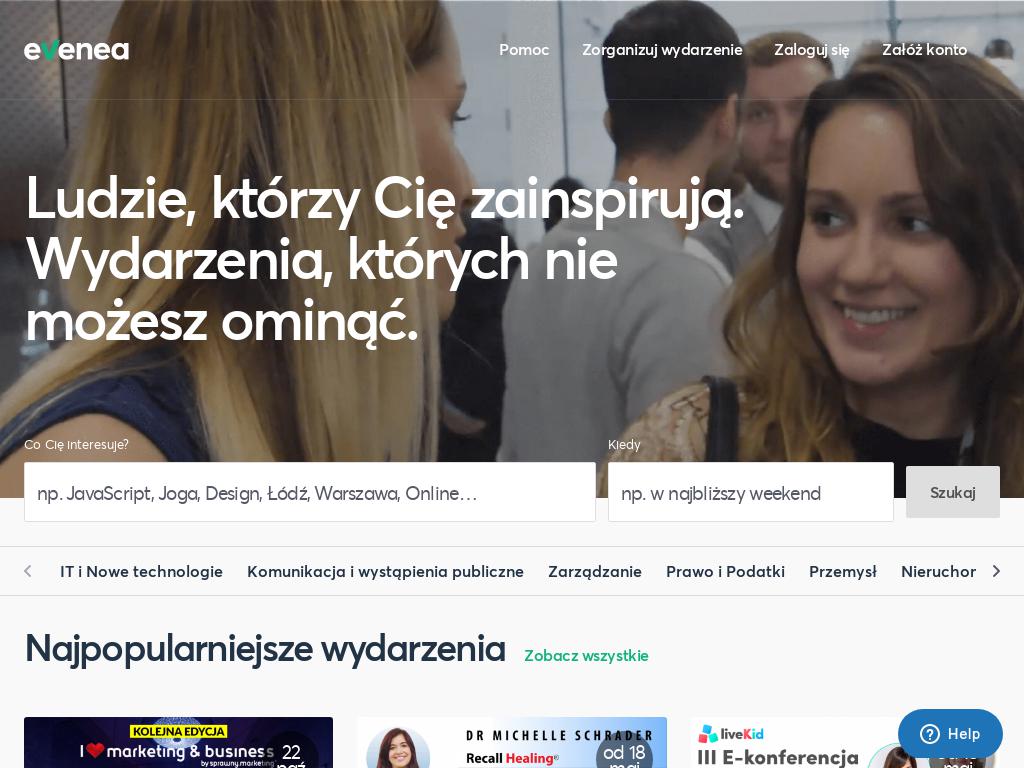 evenea
Pomoc
Zorganizuj wydarzenie
Zaloguj się
Załóż konto
Ludzie, którzy Cię zainspirują.
Wydarzenia, których nie
możesz ominąć.
Co Cię interesuje?
Kiedy
np. JavaScript, Joga, Design, Łódź, Warszawa, Online…
np. w najbliższy weekend
Szukaj
IT i Nowe technologie
Komunikacja i wystąpienia publiczne
Zarządzanie
Prawo i Podatki
Przemysł
Nieruchor
Najpopularniejsze wydarzenia
Zobacz wszystkie
KOLEJNA EDYCJA
I marketing & business
by sprawny.marketing
22
paź
DR MICHELLE SCHRADER
Recall Healing®
od 18
maj
liveKid
III E-konferencja
maj
Help